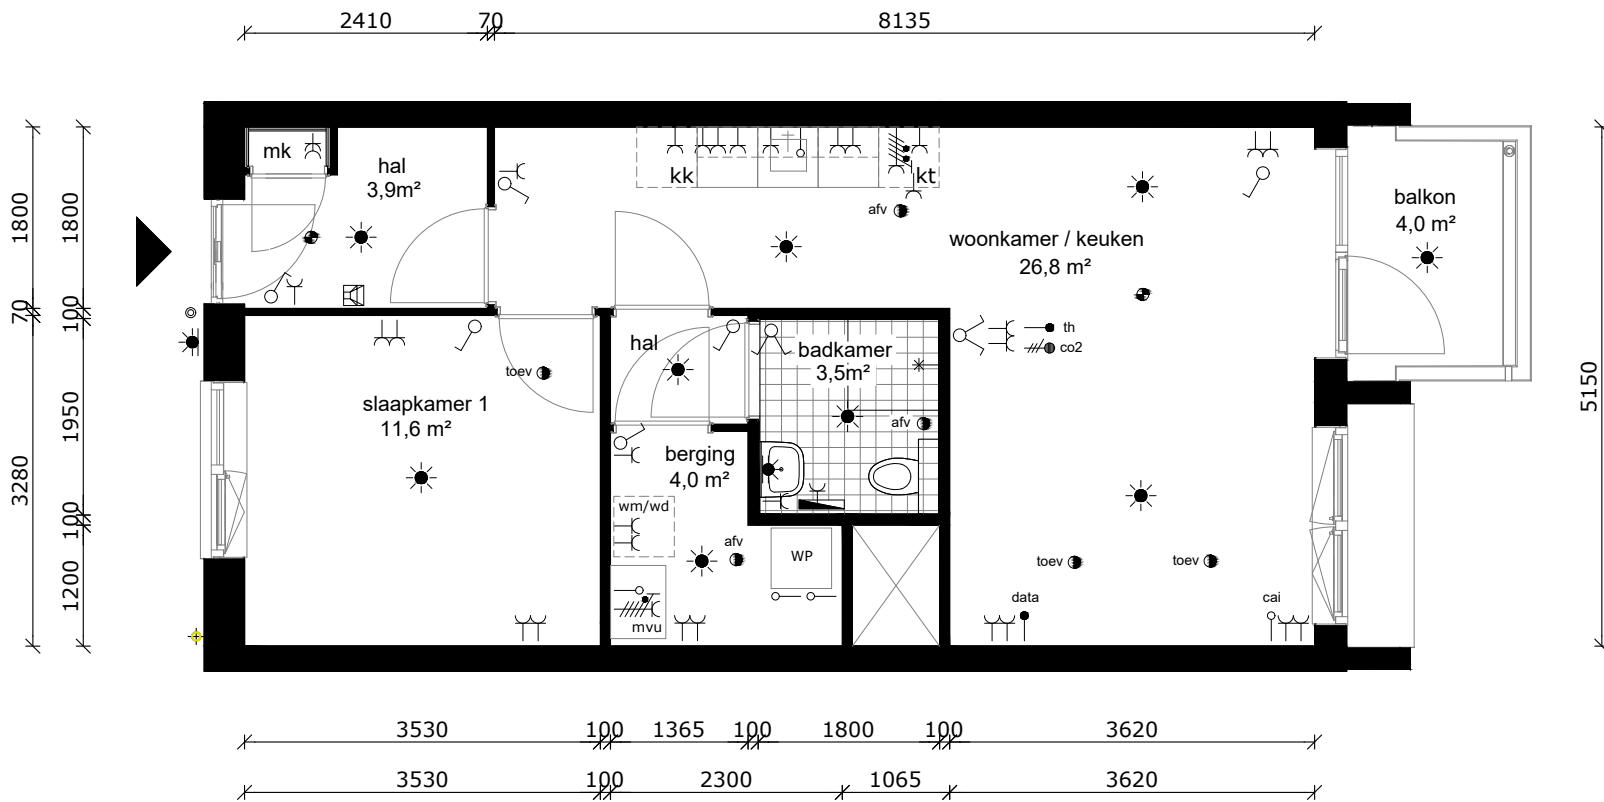 2410 70 8135
mk
hal
3,9m²
kk
kt
afv
woonkamer / keuken
26,8 m²
balkon
4,0 m²
1800
1800
70
100
th
co2
hal
badkamer
3,5m²
toev
slaapkamer 1
11,6 m²
afv
1950
5150
3280
berging
4,0 m²
wm/wd
100
afv
WP
toev
toev
1200
mvu
data
cai
3530 100 1365 100 1800 100 3620
3530 100 2300 1065 3620